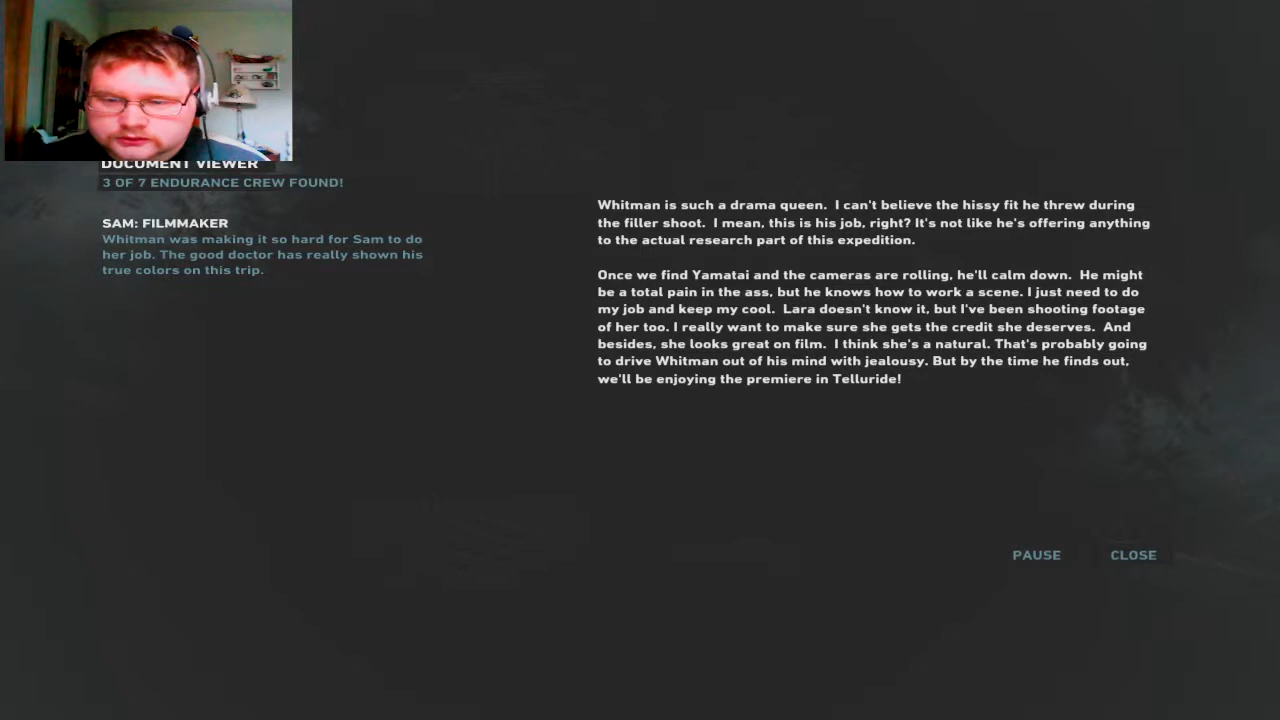 DOCUMENT VIEWER
3 OF 7 ENDURANCE CREW FOUND!
SAM: FILMMAKER
Whitman was making it so hard for Sam to do
her job. The good doctor has really shown his
true colors on this trip.
Whitman is such a drama queen.  I can't believe the hissy fit he threw during
the filler shoot.  I mean, this is his job, right? It's not like he's offering anything
to the actual research part of this expedition.
Once we find Yamatai and the cameras are rolling, he'll calm down.  He might
be a total pain in the ass, but he knows how to work a scene. I just need to do
my job and keep my cool.  Lara doesn't know it, but I've been shooting footage
of her too. I really want to make sure she gets the credit she deserves.  And
besides, she looks great on film.  I think she's a natural. That's probably going
to drive Whitman out of his mind with jealousy. But by the time he finds out,
we'll be enjoying the premiere in Telluride!
PAUSE CLOSE